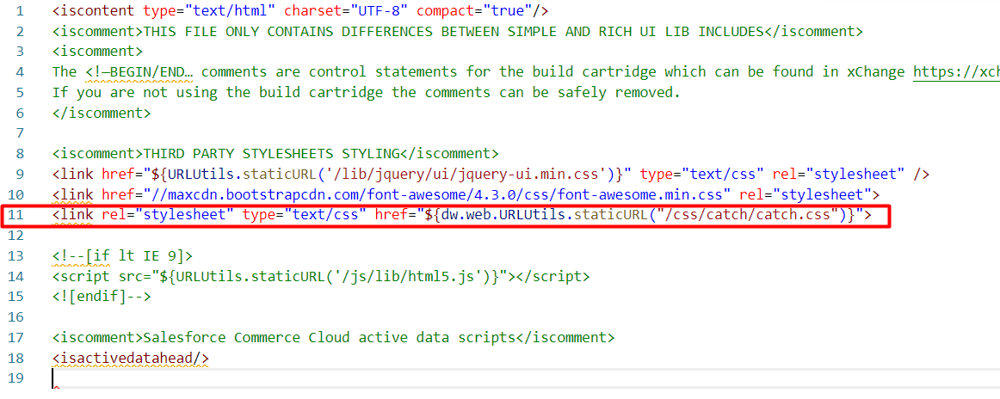 1 <iscontent type="text/html" charset="UTF-8" compact="true"/>
2 <iscomment>THIS FILE ONLY CONTAINS DIFFERENCES BETWEEN SIMPLE AND RICH UI LIB INCLUDES</iscomment>
3 <iscomment>
4 The <!—BEGIN/END… comments are control statements for the build cartridge which can be found in xChange https://xc
5 If you are not using the build cartridge the comments can be safely removed.
6 </iscomment>
7
8 <iscomment>THIRD PARTY STYLESHEETS STYLING</iscomment>
9 <link href="${URLUtils.staticURL('/lib/jquery/ui/jquery-ui.min.css')}" type="text/css" rel="stylesheet" />
10 <link href="//maxcdn.bootstrapcdn.com/font-awesome/4.3.0/css/font-awesome.min.css" rel="stylesheet">
11 <link rel="stylesheet" type="text/css" href="${dw.web.URLUtils.staticURL("/css/catch/catch.css")}">
12
13 <!--[if lt IE 9]>
14 <script src="${URLUtils.staticURL('/js/lib/html5.js')}"></script>
15 <![endif]-->
16
17 <iscomment>Salesforce Commerce Cloud active data scripts</iscomment>
18 <isactivedatahead/>
19